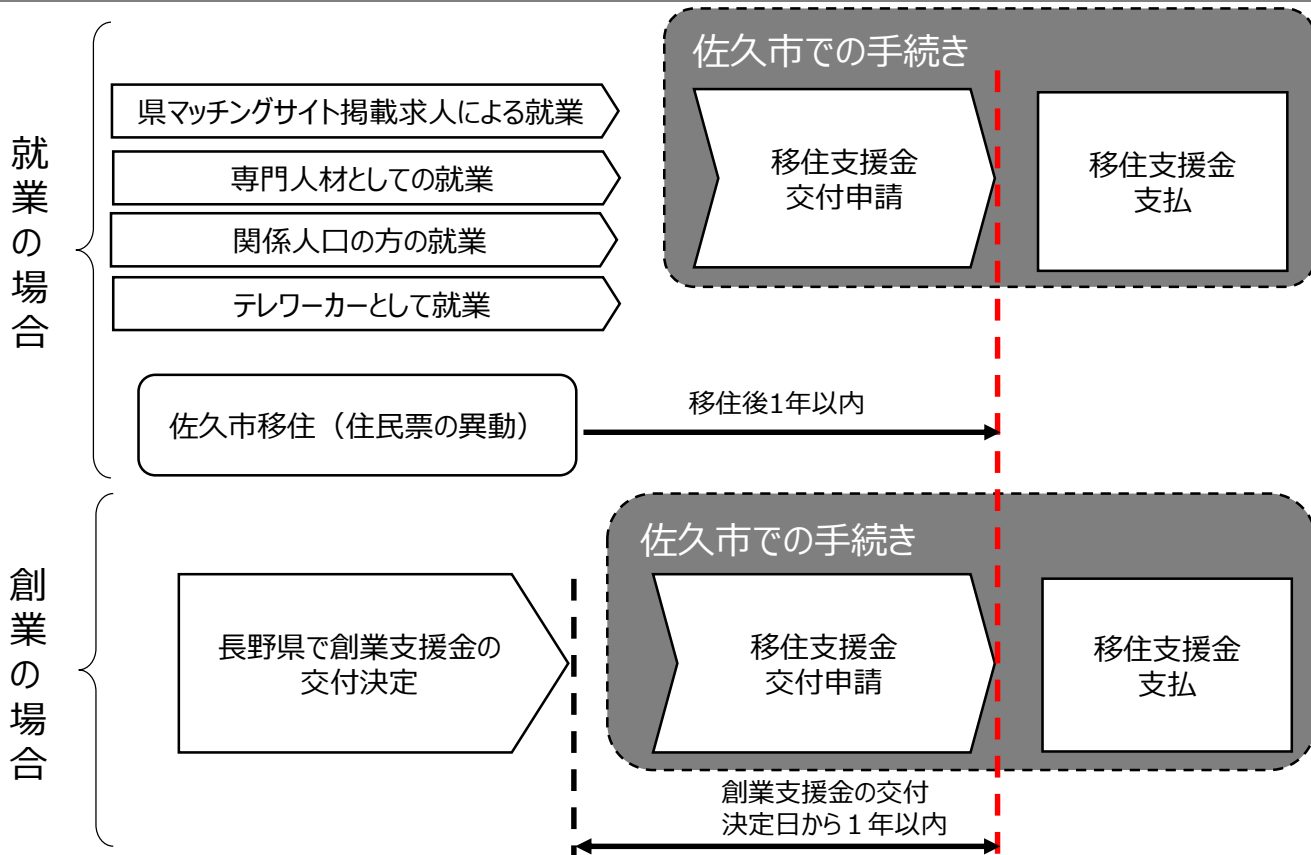 就業の場合
県マッチングサイト掲載求人による就業
専門人材としての就業
関係人口の方の就業
テレワーカーとして就業
佐久市での手続き
移住支援金
交付申請
移住支援金
支払
佐久市移住（住民票の異動）
移住後1年以内
創業の場合
長野県で創業支援金の
交付決定
佐久市での手続き
移住支援金
交付申請
移住支援金
支払
創業支援金の交付
決定日から１年以内